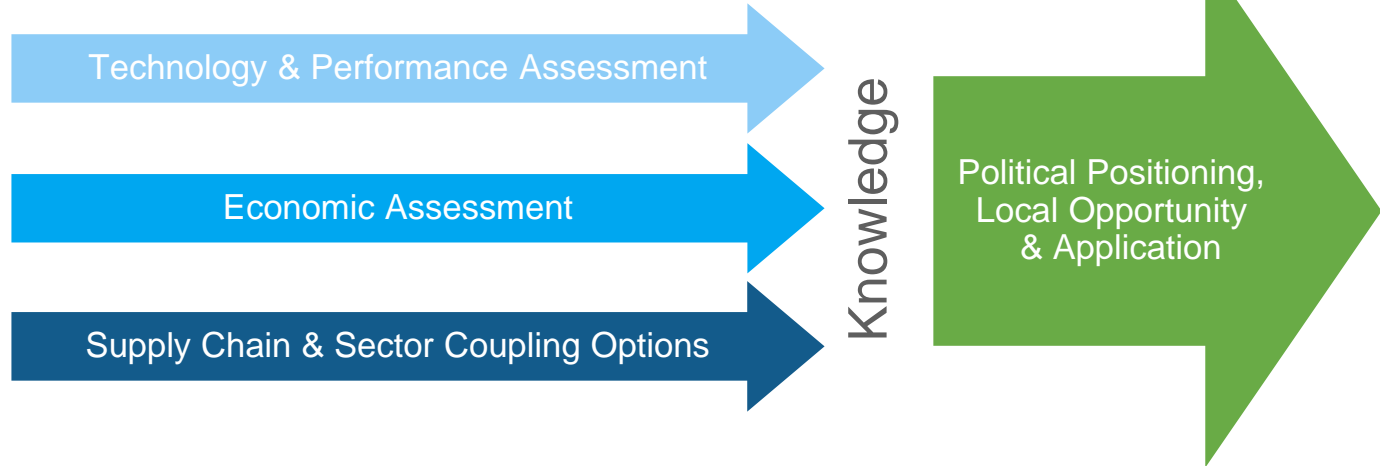 Technology & Performance Assessment
Economic Assessment
Supply Chain & Sector Coupling Options
Knowledge
Political Positioning,
Local Opportunity
& Application